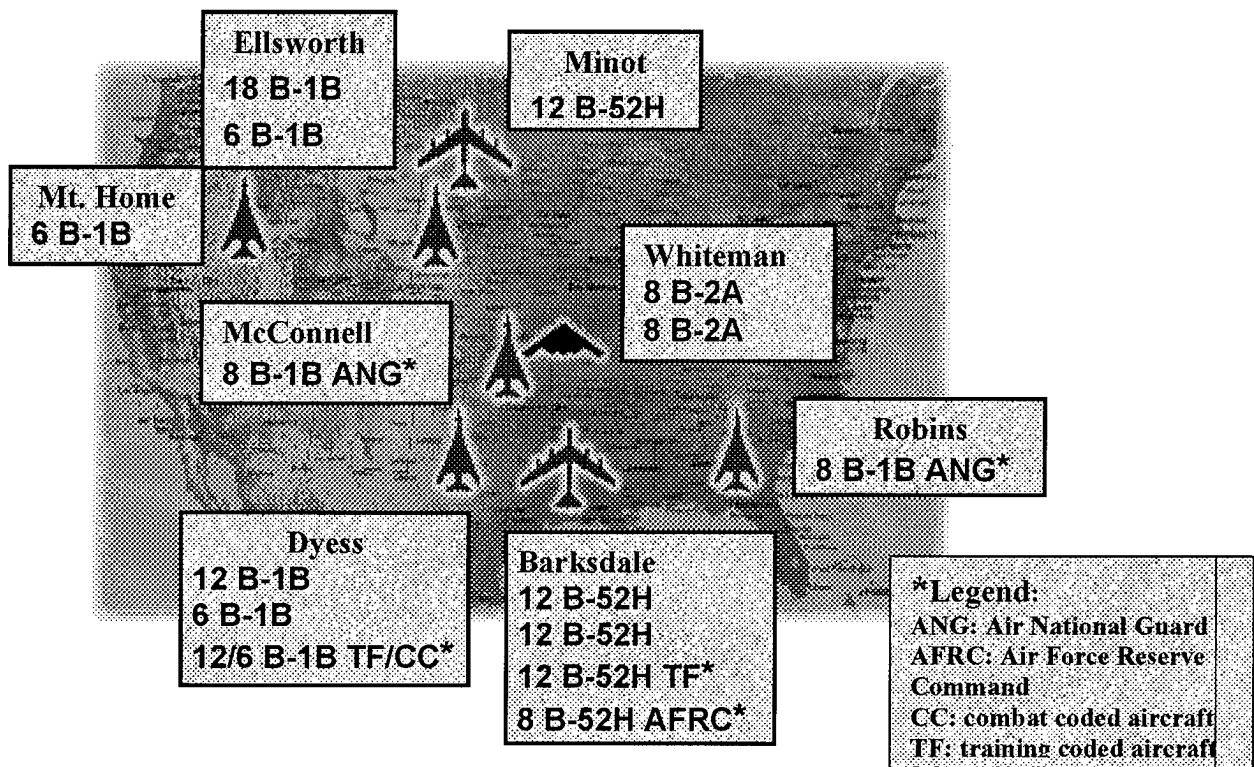 Ellsworth
18 B-1B
6 B-1B
Minot
12 B-52H
Mt. Home
6 B-1B
Whiteman
8 B-2A
8 B-2A
McConnell
8 B-1B ANG*
Robins
8 B-1B ANG*
Dyess
12 B-1B
6 B-1B
12/6 B-1B TF/CC*
Barksdale
12 B-52H
12 B-52H
12 B-52H TF*
8 B-52H AFRC*
*Legend:
ANG: Air National Guard
AFRC: Air Force Reserve
Command
CC: combat coded aircraft
TF: training coded aircraft